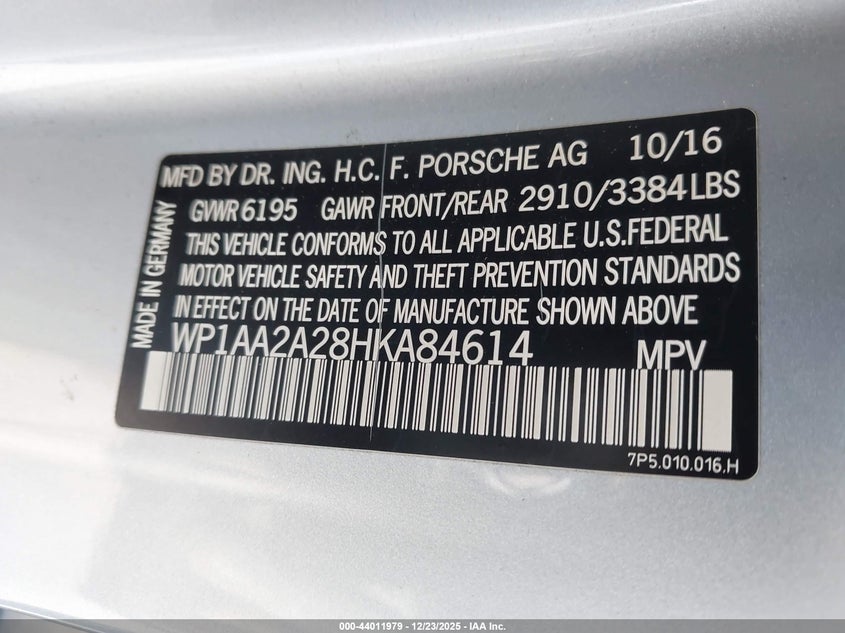 MFD BY DR. ING. H.C. F. PORSCHE AG 10/16
GVWR 6195 GAWR FRONT/REAR 2910/3384LBS
THIS VEHICLE CONFORMS TO ALL APPLICABLE U.S.FEDERAL
MOTOR VEHICLE SAFETY AND THEFT PREVENTION STANDARDS
IN EFFECT ON THE DATE OF MANUFACTURE SHOWN ABOVE
WP1AA2A28HKA84614 MPV
MADE IN GERMANY
7P5.010.016.H
000-44011979 | 12/23/2025 - IAA Inc.